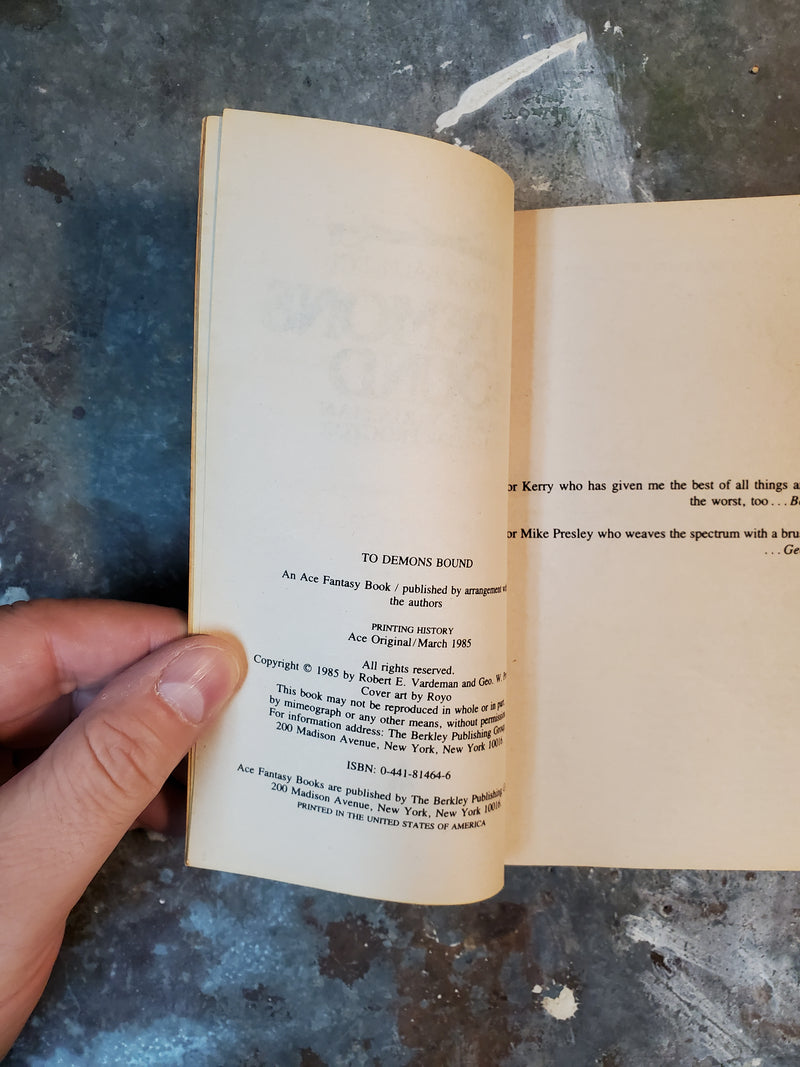 TO DEMONS BOUND
An Ace Fantasy Book / published by arrangement
the authors
PRINTING HISTORY
Ace Original/March 1985
All rights reserved.
Copyright © 1985 by Robert E. Vardeman and Geo. W.
Cover art by Royo
This book may not be reproduced in whole or in part,
by mimeograph or any other means, without permission
For information address: The Berkley Publishing Group
200 Madison Avenue, New York, New York 10016
ISBN: 0-441-81464-6
Ace Fantasy Books are published by The Berkley Publishing
200 Madison Avenue, New York, New York 10016.
PRINTED IN THE UNITED STATES OF AMERICA
Kerry who has given me the best of all things
the worst, too . . .
Mike Presley who weaves the spectrum with a
. . .